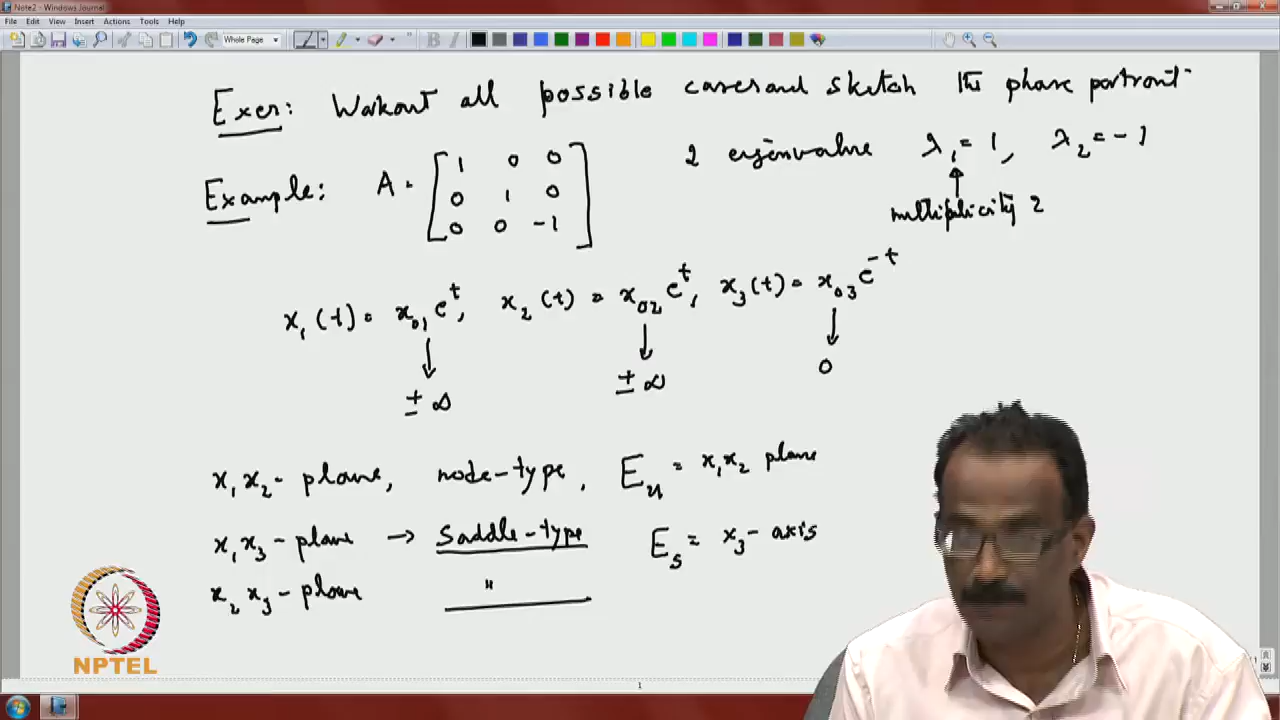 Note2 - Windows Journal
File Edit View Insert Actions Tools Help
Whole Page
Exer: Workout all possible cases and sketch the phase portrait
Example: A = [1 0 0; 0 1 0; 0 0 -1] 2 eigenvalue λ₁ = 1, λ₂ = -1
↑
multiplicity 2
x₁(t) = x₀₁ e^t, x₂(t) = x₀₂ e^t, x₃(t) = x₀₃ e^-t
↓ ↓ ↓
± ∞ ± ∞ 0
x₁x₂- plane, node-type, E_u = x₁x₂ plane
x₁x₃- plane → Saddle-type E_s = x₃- axis
x₂x₃- plane "
NPTEL
1